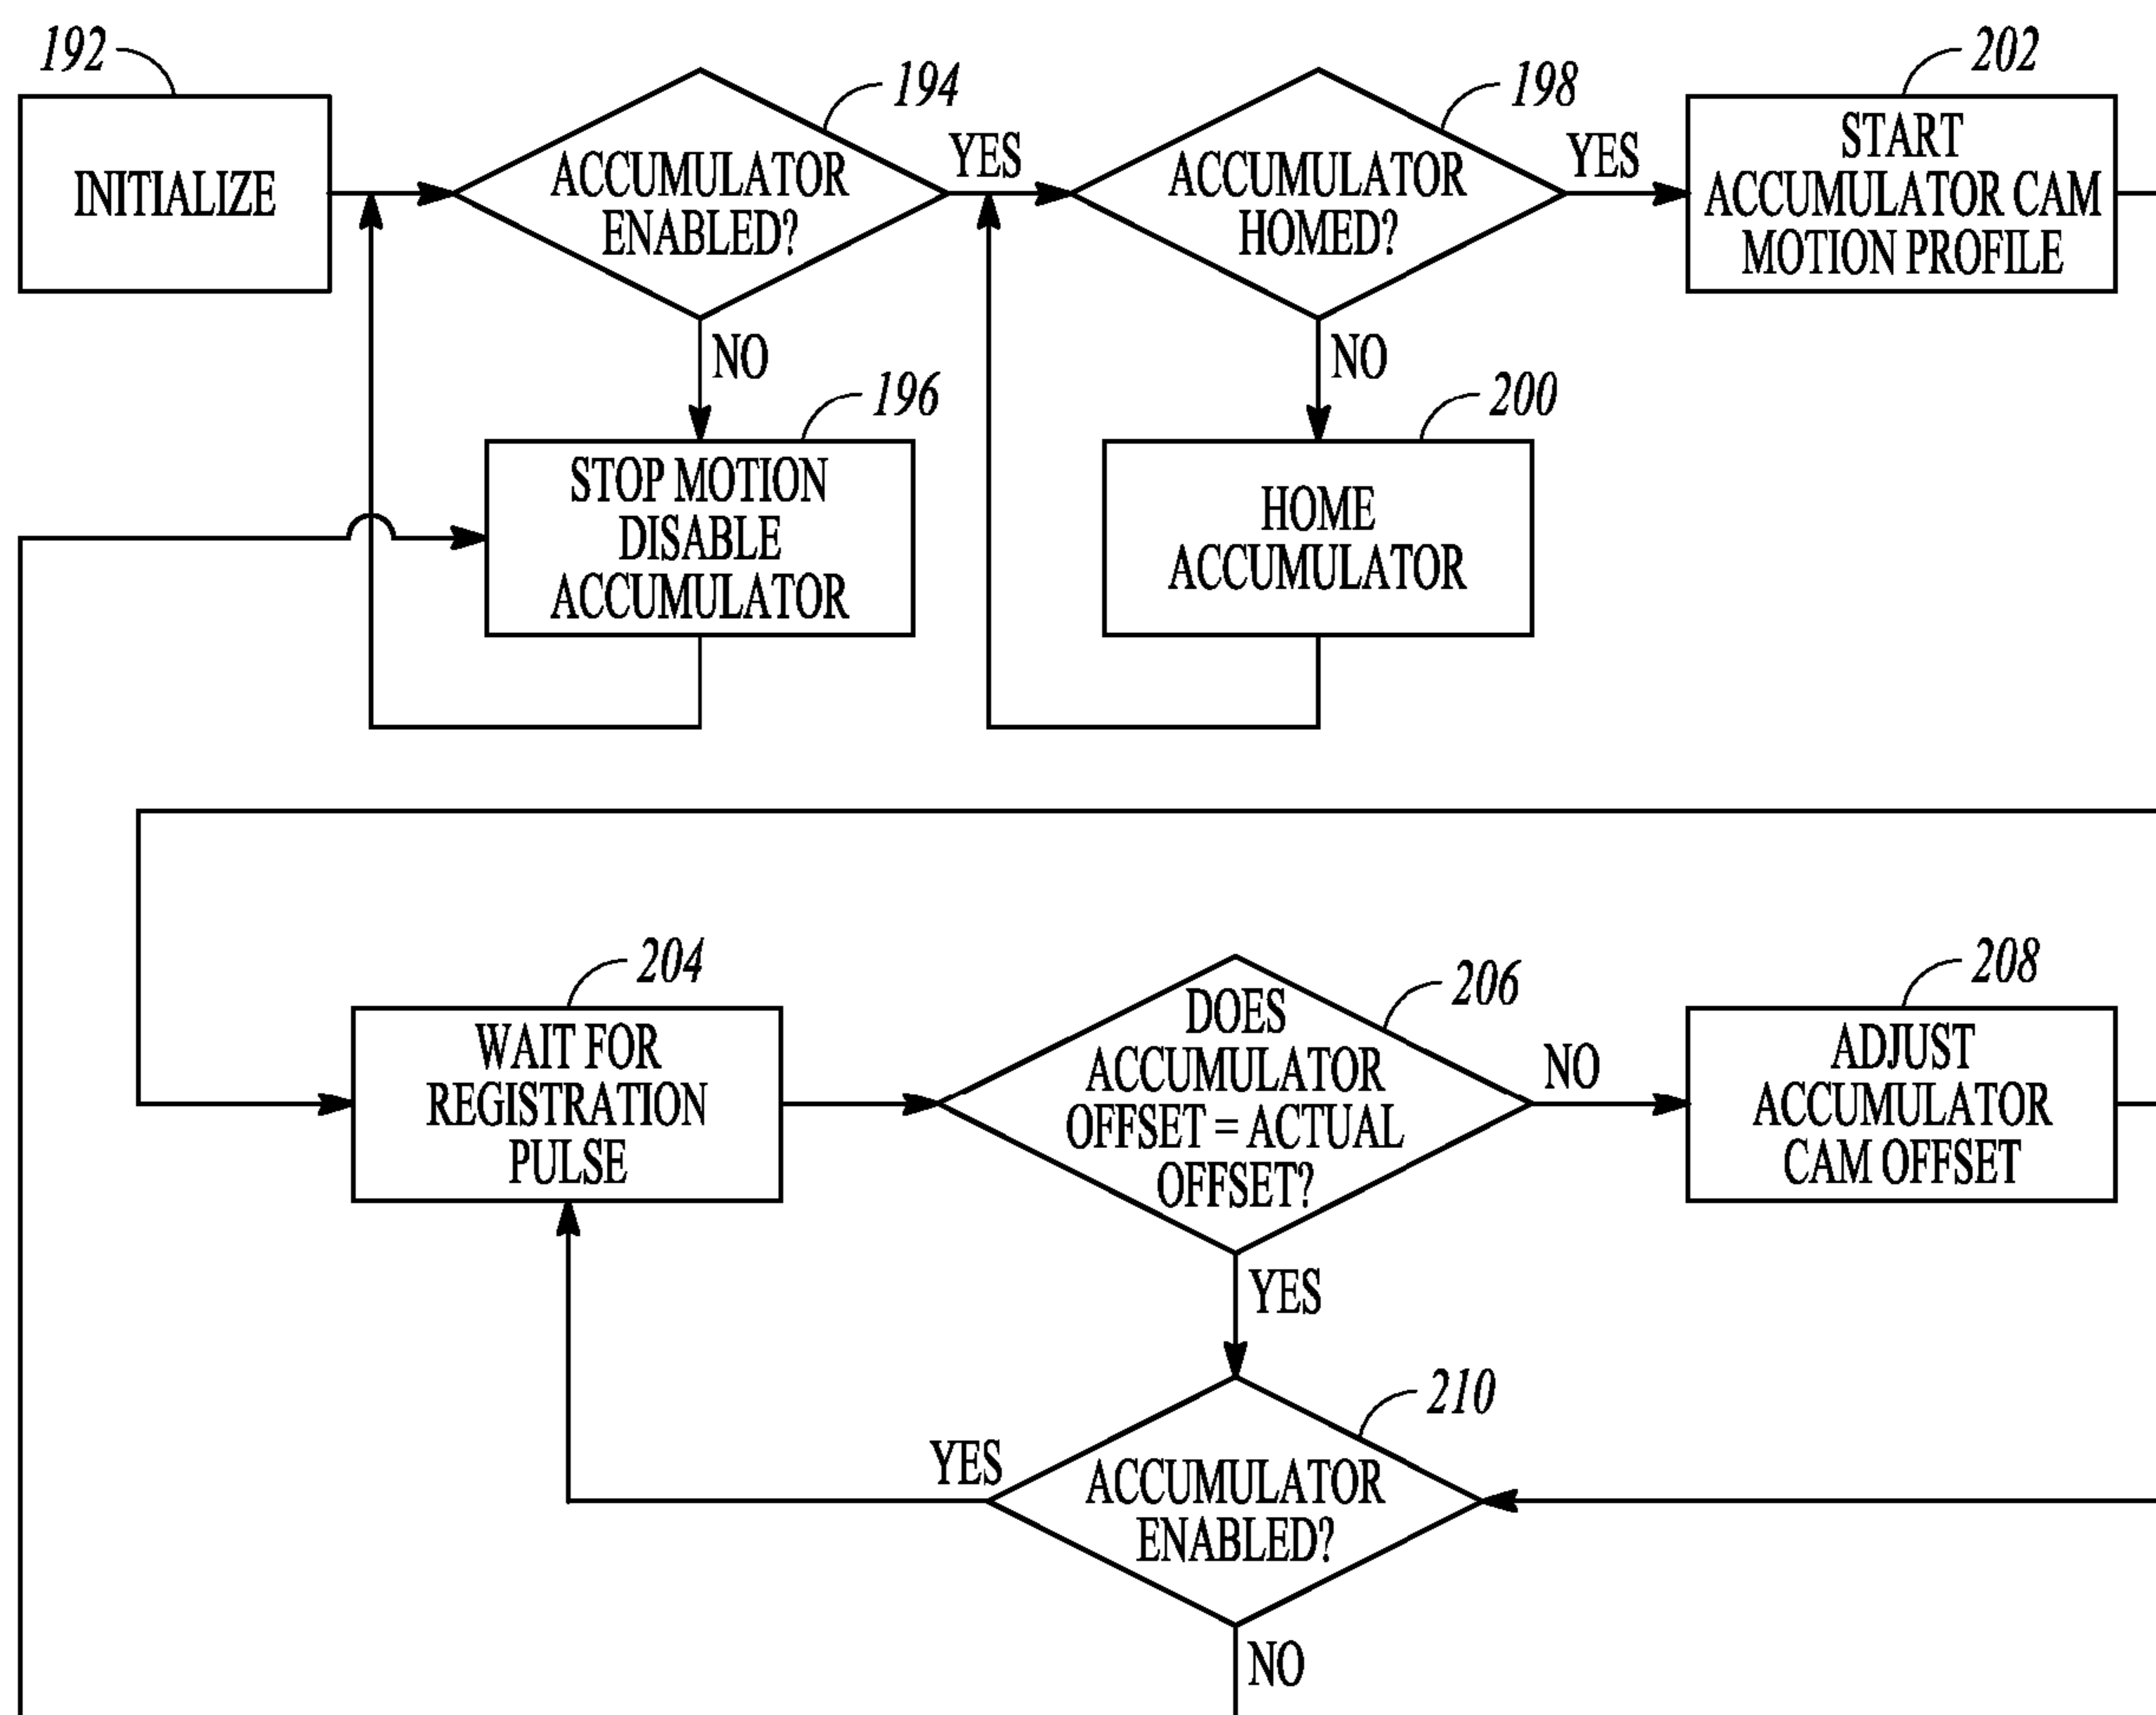 192
INITIALIZE
194
ACCUMULATOR
ENABLED?
YES
NO
196
STOP MOTION
DISABLE
ACCUMULATOR
198
ACCUMULATOR
HOMED?
YES
NO
200
HOME
ACCUMULATOR
202
START
ACCUMULATOR CAM
MOTION PROFILE
204
WAIT FOR
REGISTRATION
PULSE
206
DOES
ACCUMULATOR
OFFSET = ACTUAL
OFFSET?
NO
YES
208
ADJUST
ACCUMULATOR
CAM OFFSET
210
ACCUMULATOR
ENABLED?
YES
NO